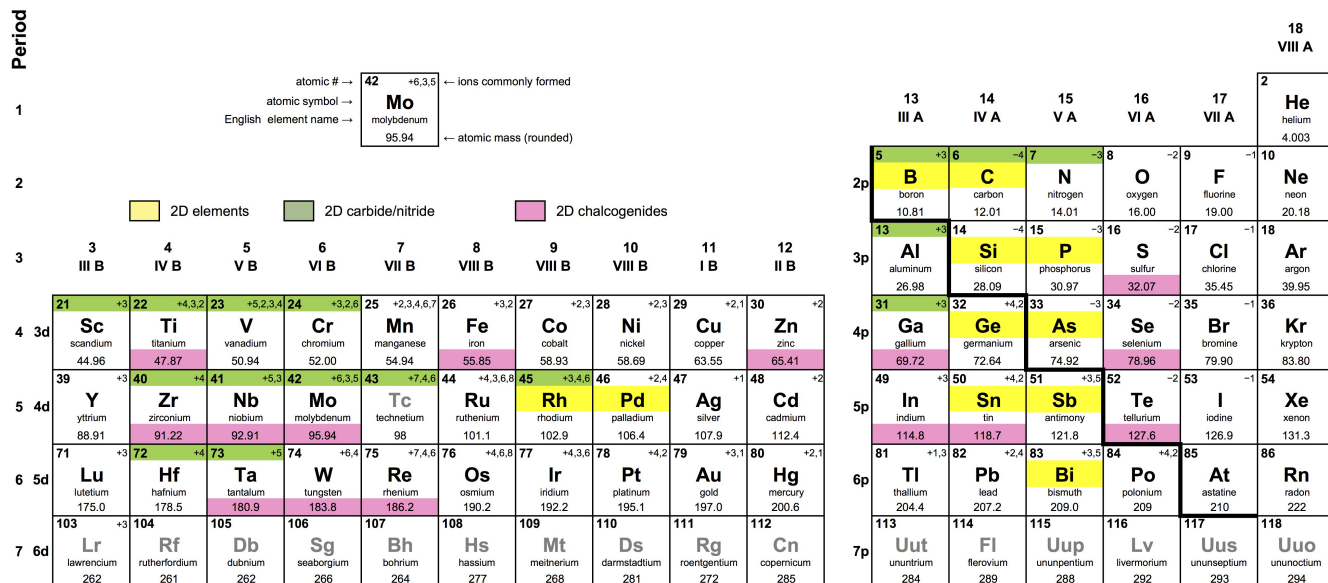 Period
18
VIII A
atomic # → 42 +6,3,5 ← ions commonly formed
atomic symbol → Mo
English element name → molybdenum
95.94 ← atomic mass (rounded)
1
13 14 15 16 17
III A IV A V A VI A VII A
2
He
helium
4.003
2
2p
5 +3 6 −4 7 −3 8 −2 9 −1 10
B C N O F Ne
boron carbon nitrogen oxygen fluorine neon
10.81 12.01 14.01 16.00 19.00 20.18
2D elements 2D carbide/nitride 2D chalcogenides
3
3 4 5 6 7 8 9 10 11 12
III B IV B V B VI B VII B VIII B VIII B VIII B I B II B
3p
13 +3 14 −4 15 −3 16 −2 17 −1 18
Al Si P S Cl Ar
aluminum silicon phosphorus sulfur chlorine argon
26.98 28.09 30.97 32.07 35.45 39.95
21 +3 22 +4,3,2 23 +5,2,3,4 24 +3,2,6 25 +2,3,4,6,7 26 +3,2 27 +2,3 28 +2,3 29 +2,1 30 +2 31 +3 32 +4,2 33 −3 34 −2 35 −1 36
4 3d Sc Ti V Cr Mn Fe Co Ni Cu Zn 4p Ga Ge As Se Br Kr
scandium titanium vanadium chromium manganese iron cobalt nickel copper zinc gallium germanium arsenic selenium bromine krypton
44.96 47.87 50.94 52.00 54.94 55.85 58.93 58.69 63.55 65.41 69.72 72.64 74.92 78.96 79.90 83.80
39 +3 40 +4 41 +5,3 42 +6,3,5 43 +7,4,6 44 +4,3,6,8 45 +3,4,6 46 +2,4 47 +1 48 +2 49 +3 50 +4,2 51 +3,5 52 −2 53 −1 54
5 4d Y Zr Nb Mo Tc Ru Rh Pd Ag Cd 5p In Sn Sb Te I Xe
yttrium zirconium niobium molybdenum technetium ruthenium rhodium palladium silver cadmium indium tin antimony tellurium iodine xenon
88.91 91.22 92.91 95.94 98 101.1 102.9 106.4 107.9 112.4 114.8 118.7 121.8 127.6 126.9 131.3
71 +3 72 +4 73 +5 74 +6,4 75 +7,4,6 76 +4,6,8 77 +4,3,6 78 +4,2 79 +3,1 80 +2,1 81 +1,3 82 +2,4 83 +3,5 84 +4,2 85 86
6 5d Lu Hf Ta W Re Os Ir Pt Au Hg 6p Tl Pb Bi Po At Rn
lutetium hafnium tantalum tungsten rhenium osmium iridium platinum gold mercury thallium lead bismuth polonium astatine radon
175.0 178.5 180.9 183.8 186.2 190.2 192.2 195.1 197.0 200.6 204.4 207.2 209.0 209 210 222
103 +3 104 105 106 107 108 109 110 111 112 113 114 115 116 117 118
7 6d Lr Rf Db Sg Bh Hs Mt Ds Rg Cn 7p Uut Fl Uup Lv Uus Uuo
lawrencium rutherfordium dubnium seaborgium bohrium hassium meitnerium darmstadtium roentgentium copernicum ununtrium flerovium ununpentium livermorium ununseptium ununoctium
262 261 262 266 264 277 268 281 272 285 284 289 288 292 293 294